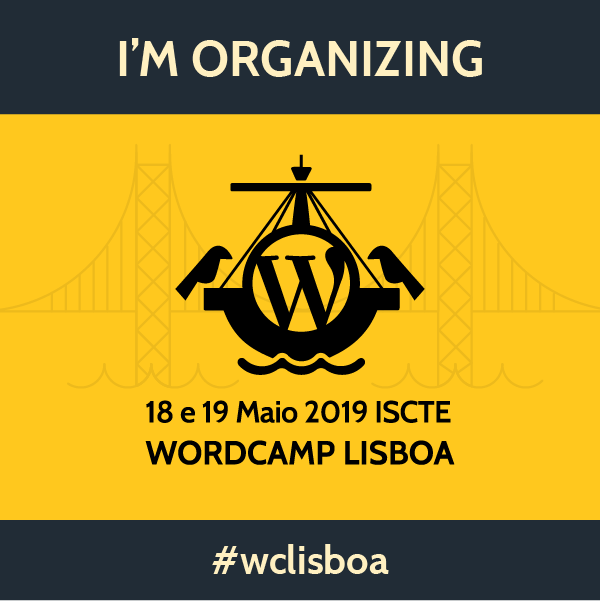 I’M ORGANIZING
W
18 e 19 Maio 2019 ISCTE
WORDCAMP LISBOA
#wclisboa